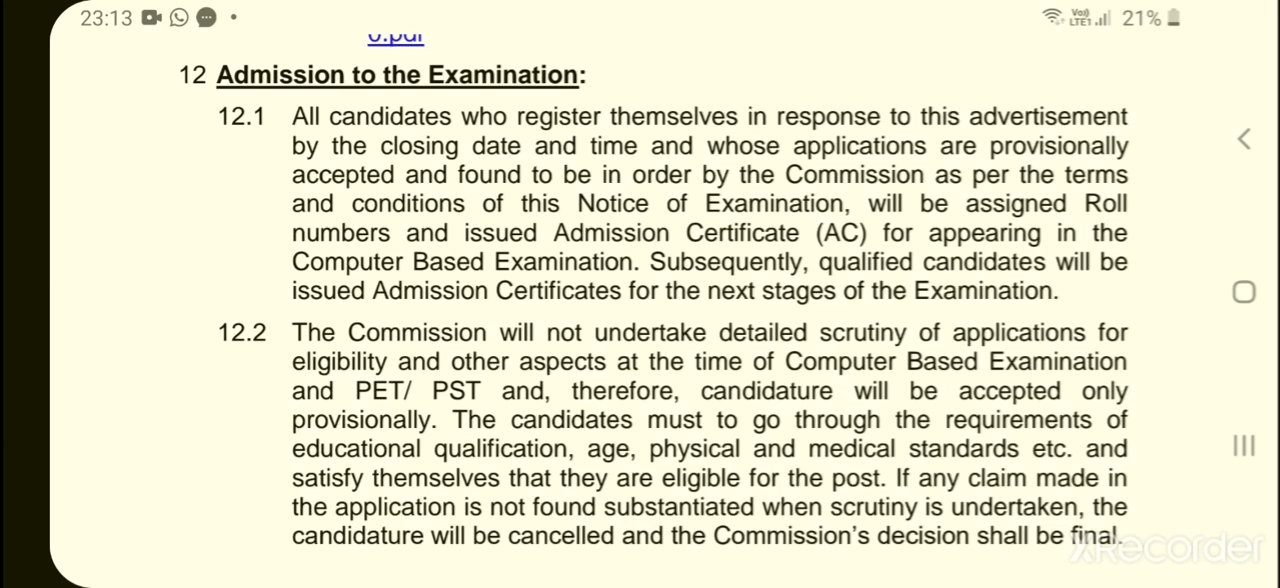 23:13
Vo) LTE1 21%
12 Admission to the Examination:
12.1 All candidates who register themselves in response to this advertisement
by the closing date and time and whose applications are provisionally
accepted and found to be in order by the Commission as per the terms
and conditions of this Notice of Examination, will be assigned Roll
numbers and issued Admission Certificate (AC) for appearing in the
Computer Based Examination. Subsequently, qualified candidates will be
issued Admission Certificates for the next stages of the Examination.
12.2 The Commission will not undertake detailed scrutiny of applications for
eligibility and other aspects at the time of Computer Based Examination
and PET/ PST and, therefore, candidature will be accepted only
provisionally. The candidates must to go through the requirements of
educational qualification, age, physical and medical standards etc. and
satisfy themselves that they are eligible for the post. If any claim made in
the application is not found substantiated when scrutiny is undertaken, the
candidature will be cancelled and the Commission's decision shall be final.
XRecorder